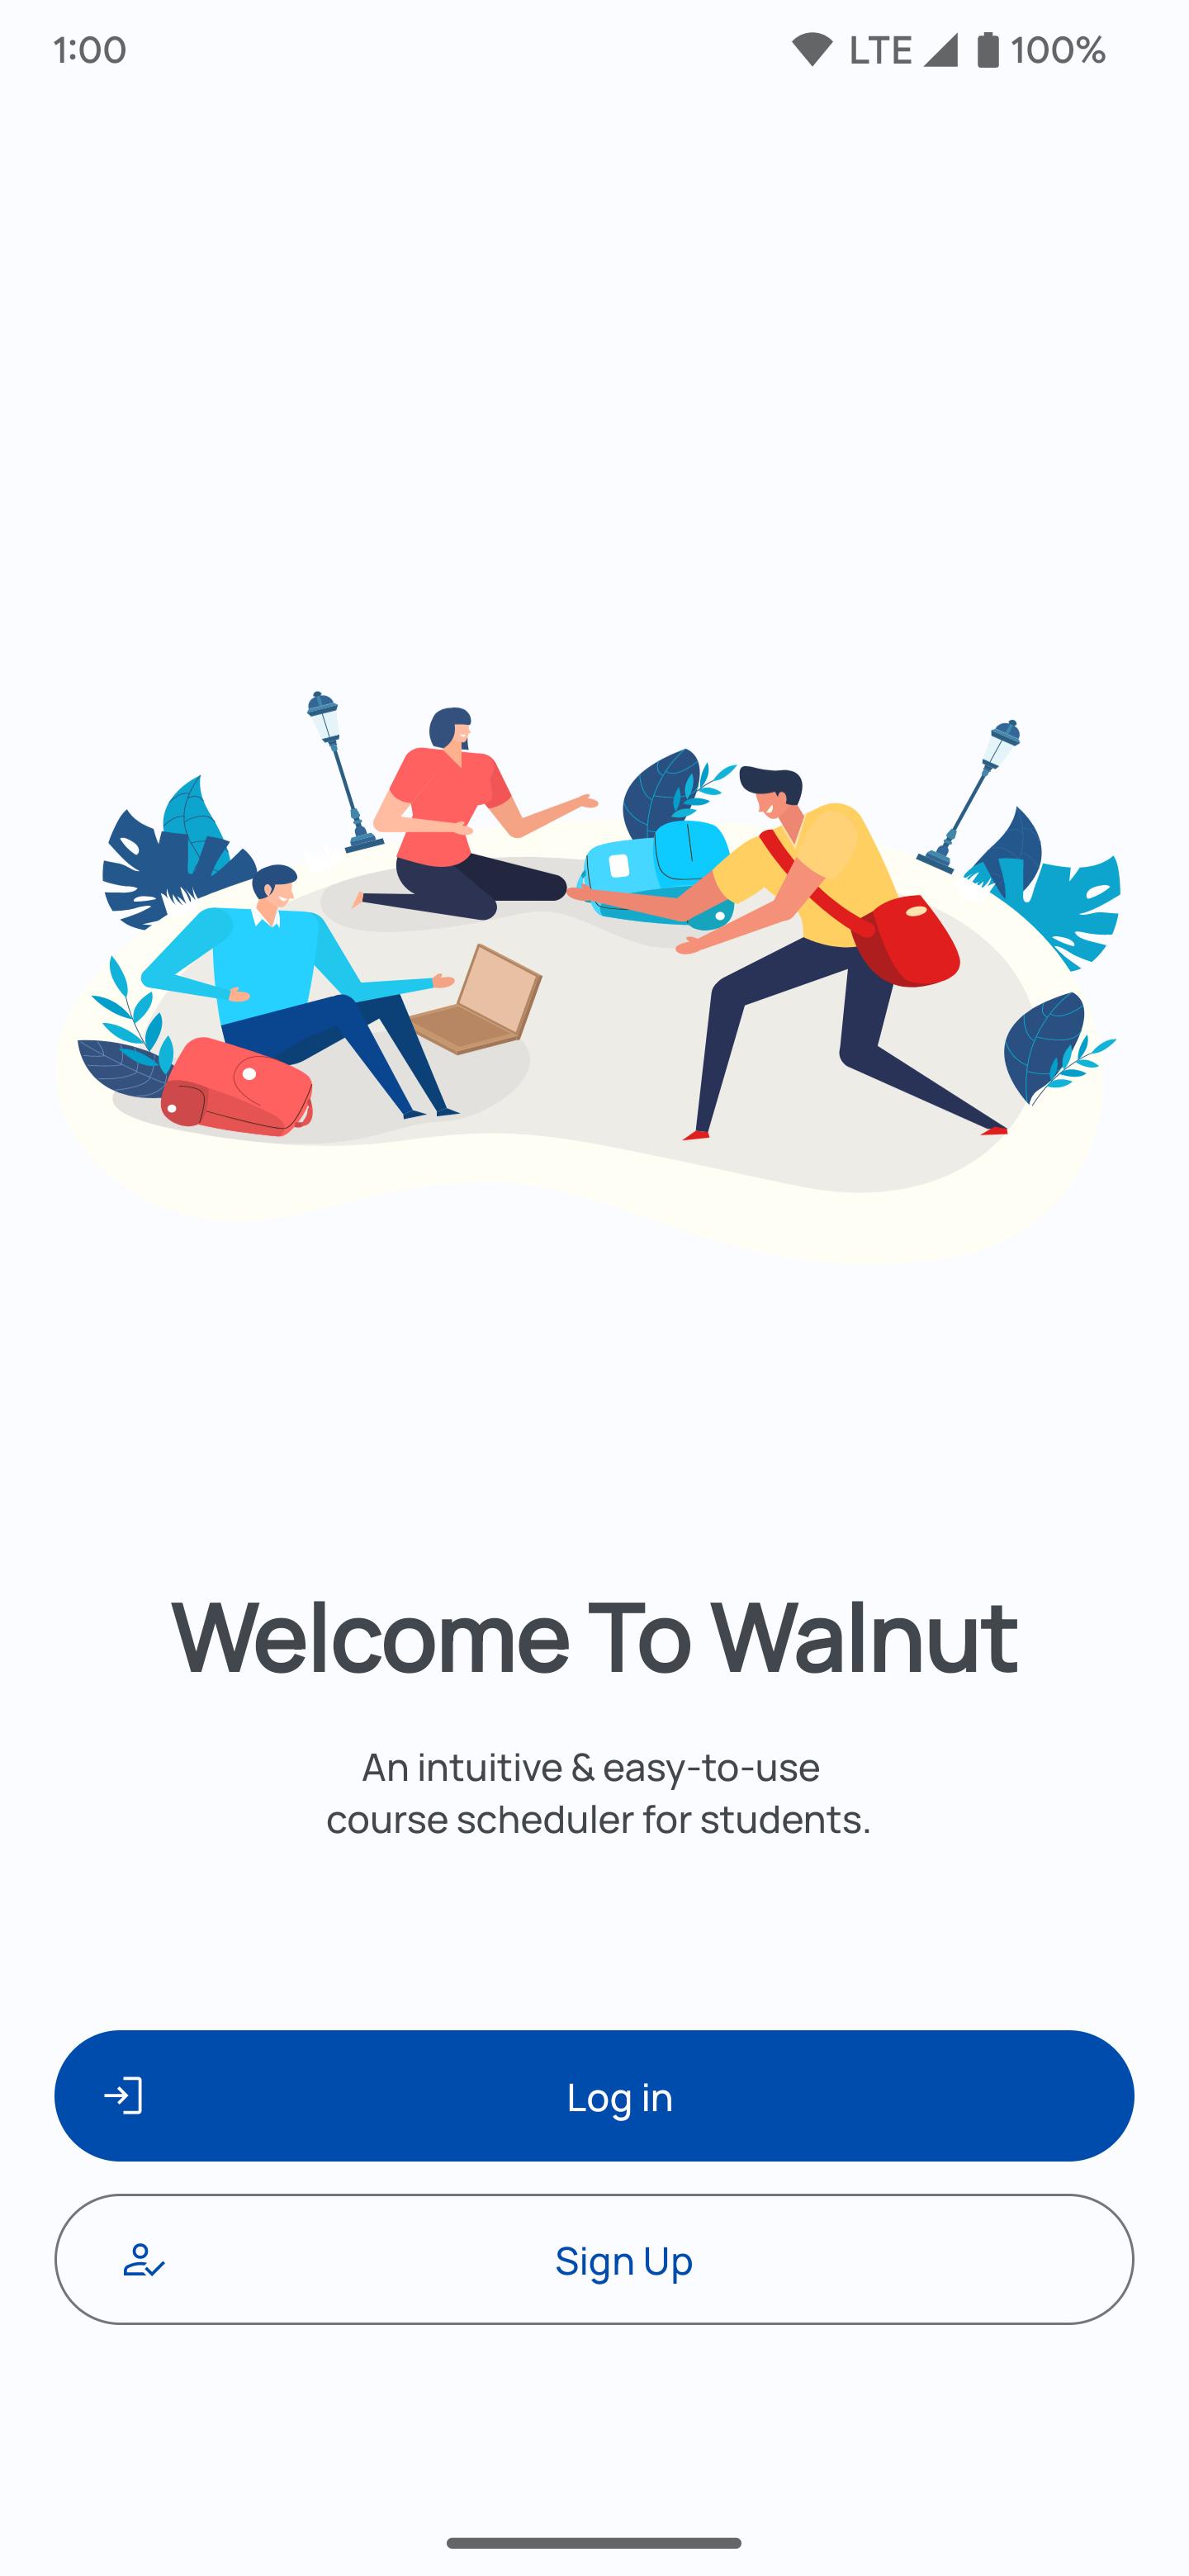 1:00 LTE 100%
Welcome To Walnut
An intuitive & easy-to-use
course scheduler for students.
Log in
Sign Up